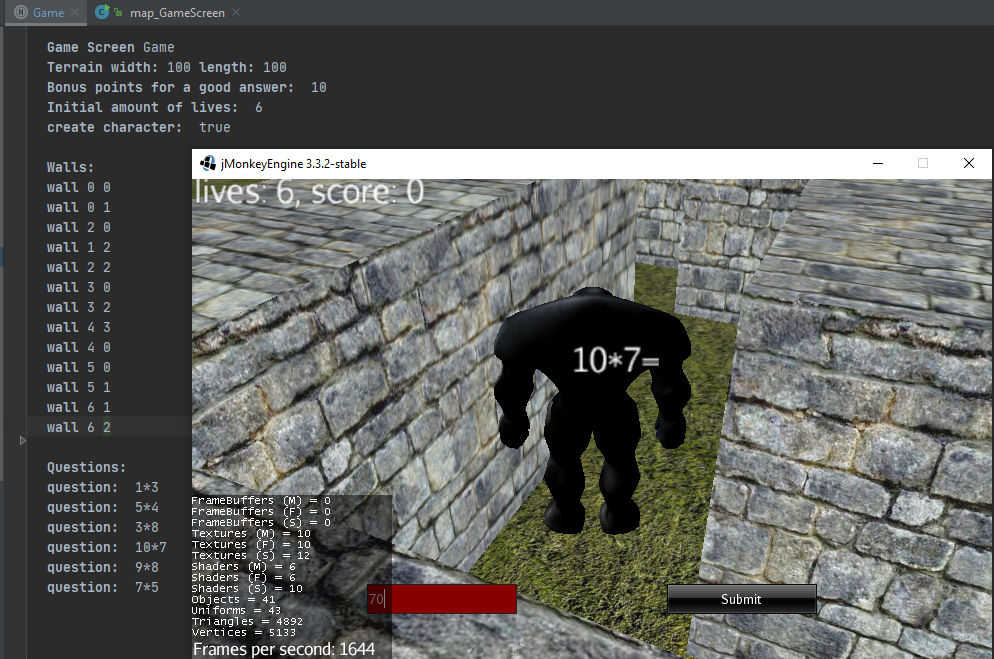 Game
map_GameScreen
Game Screen Game
Terrain width: 100 length: 100
Bonus points for a good answer: 10
Initial amount of lives: 6
create character: true
Walls:
wall 0 0
wall 0 1
wall 2 0
wall 1 2
wall 2 2
wall 3 0
wall 3 2
wall 4 3
wall 4 0
wall 5 0
wall 5 1
wall 6 1
wall 6 2
Questions:
question: 1*3
question: 5*4
question: 3*8
question: 10*7
question: 9*8
question: 7*5
jMonkeyEngine 3.3.2-stable
lives: 6, score: 0
10*7=
FrameBuffers (M) = 0
FrameBuffers (F) = 0
FrameBuffers (S) = 0
Textures (M) = 10
Textures (F) = 10
Textures (S) = 12
Shaders (M) = 6
Shaders (F) = 6
Shaders (S) = 10
Objects = 41
Uniforms = 43
Triangles = 4892
Vertices = 5133
Frames per second: 1644
70
Submit